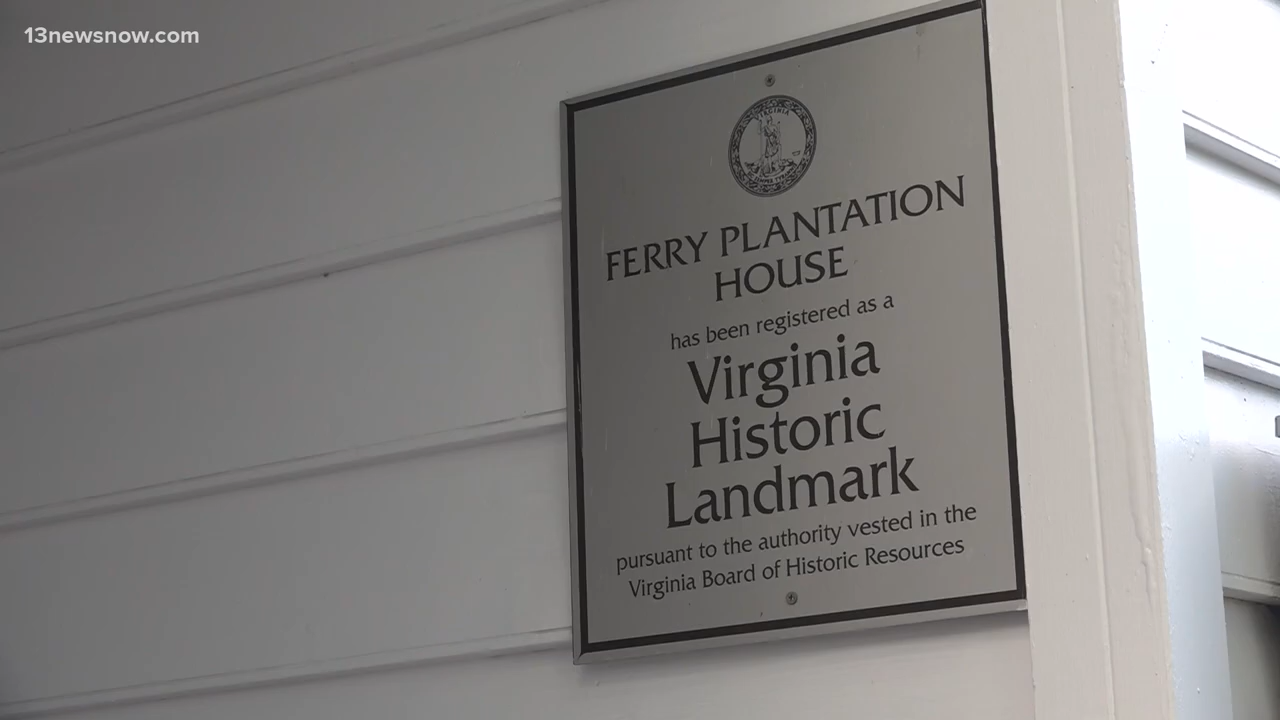 13newsnow.com
VIRGINIA
FERRY PLANTATION
HOUSE
has been registered as a
Virginia
Historic
Landmark
pursuant to the authority vested in the
Virginia Board of Historic Resources